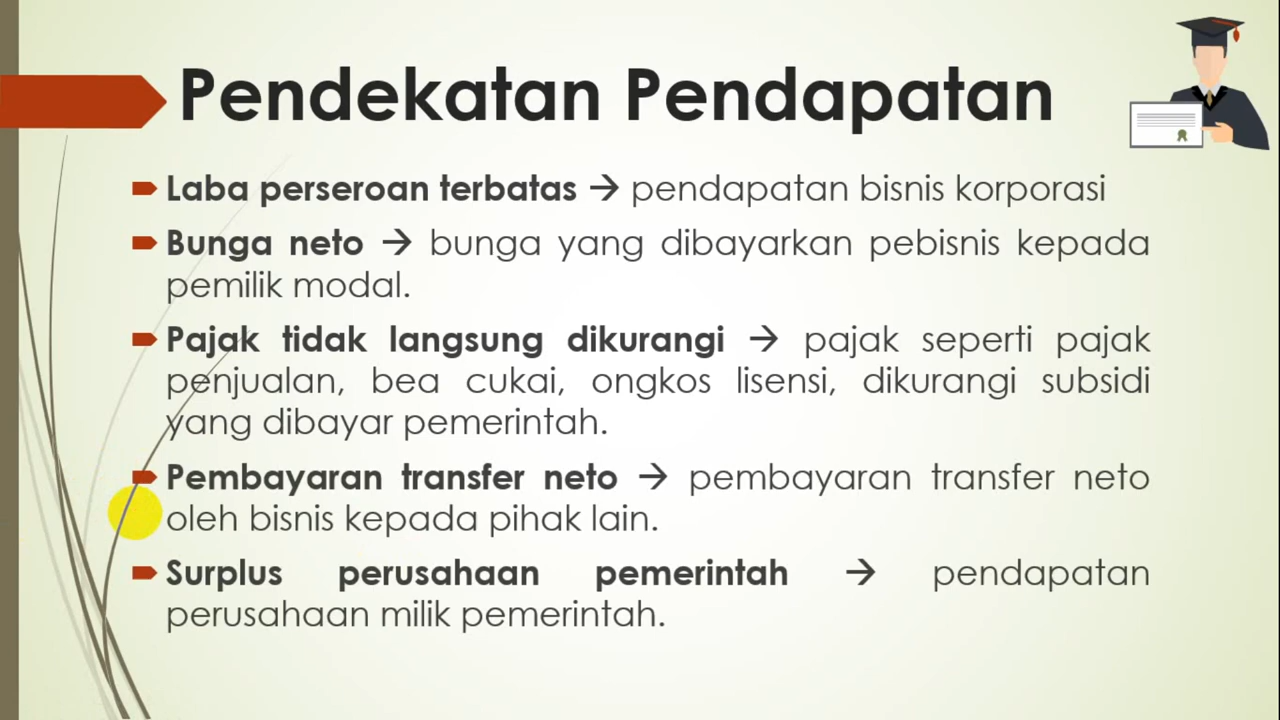 Pendekatan Pendapatan
Laba perseroan terbatas → pendapatan bisnis korporasi
Bunga neto → bunga yang dibayarkan pebisnis kepada
pemilik modal.
Pajak tidak langsung dikurangi → pajak seperti pajak
penjualan, bea cukai, ongkos lisensi, dikurangi subsidi
yang dibayar pemerintah.
Pembayaran transfer neto → pembayaran transfer neto
oleh bisnis kepada pihak lain.
Surplus perusahaan pemerintah → pendapatan
perusahaan milik pemerintah.